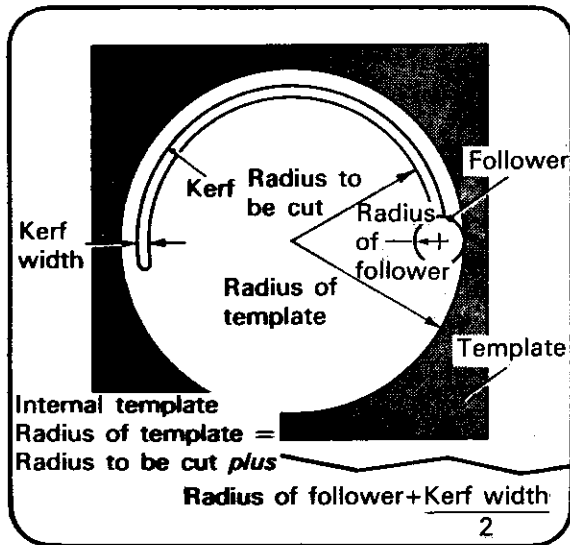 Follower
Kerf
Radius to
be cut
Radius
of
follower
Kerf
width
Radius of
template
Template
Internal template
Radius of template =
Radius to be cut plus
Radius of follower+Kerf width
2